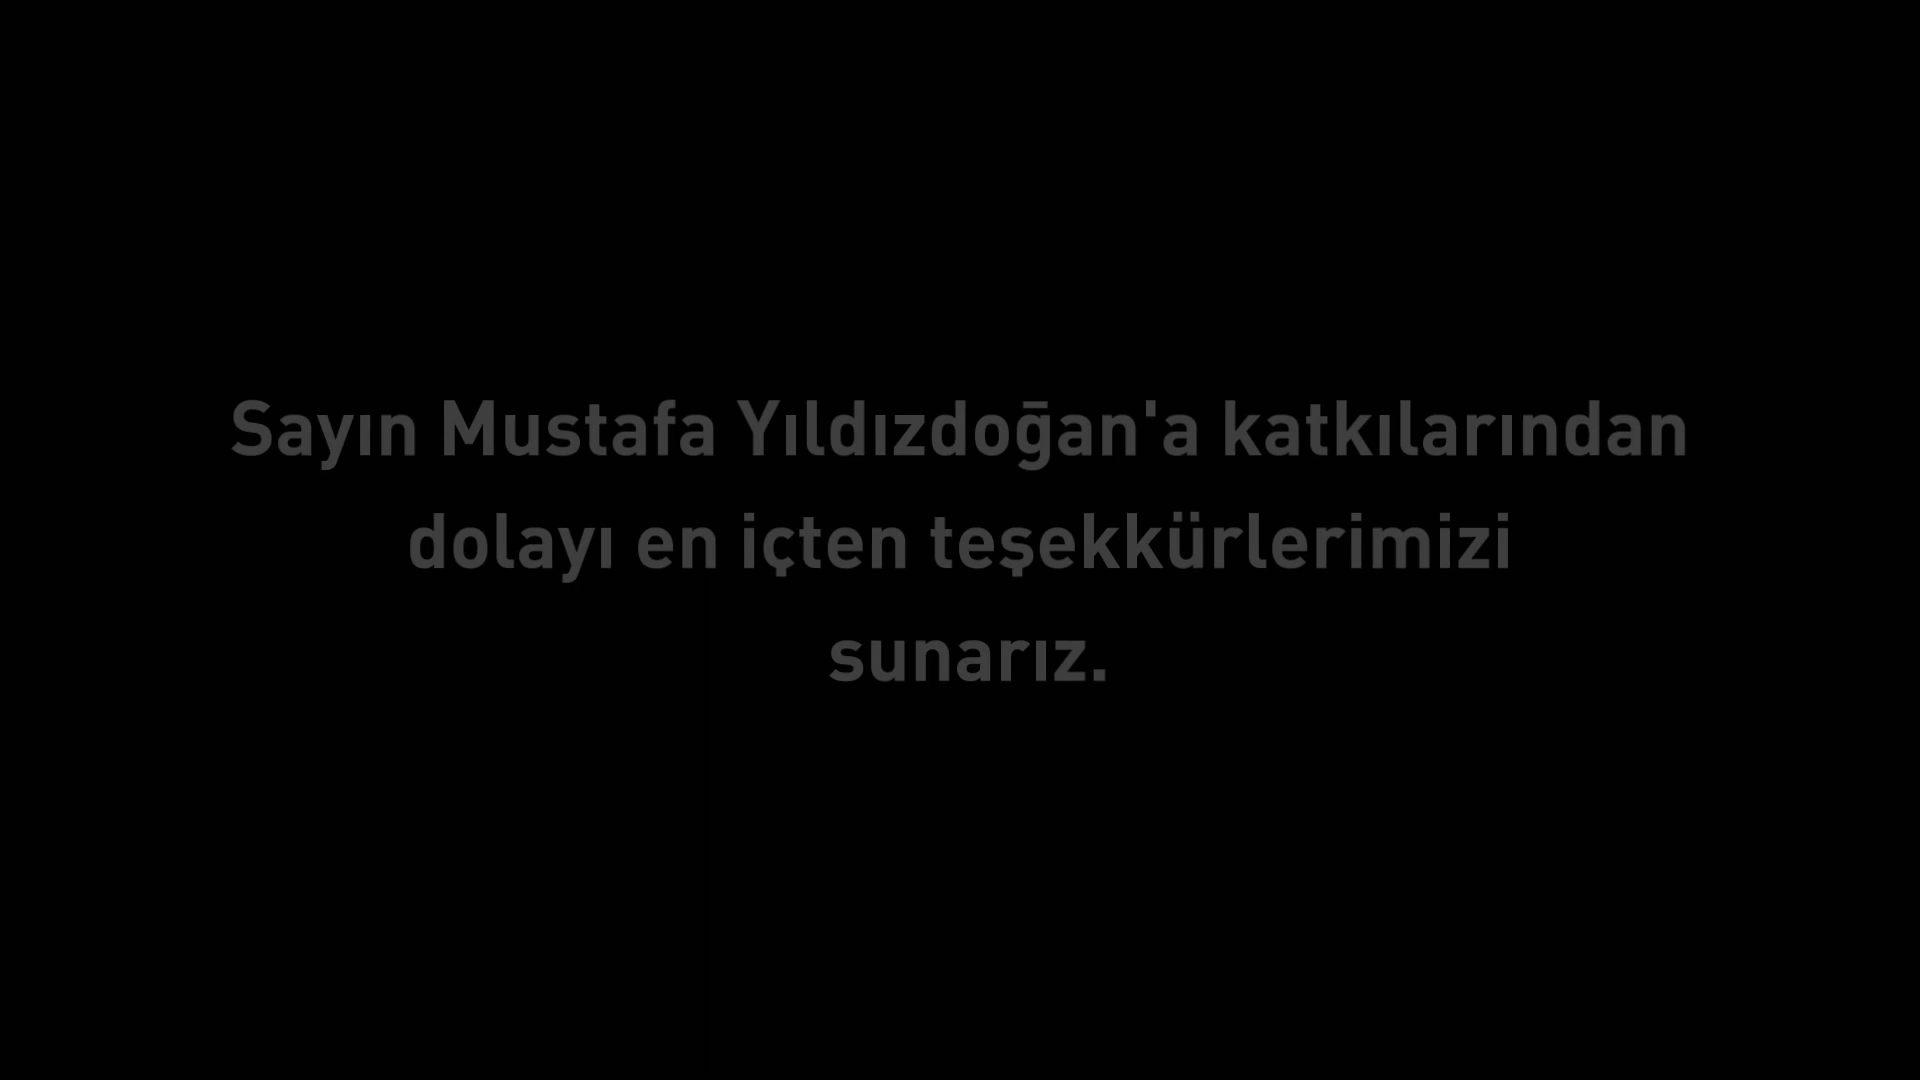 Sayın Mustafa Yıldızdoğan'a katkılarından
dolayı en içten teşekkürlerimizi
sunarız.